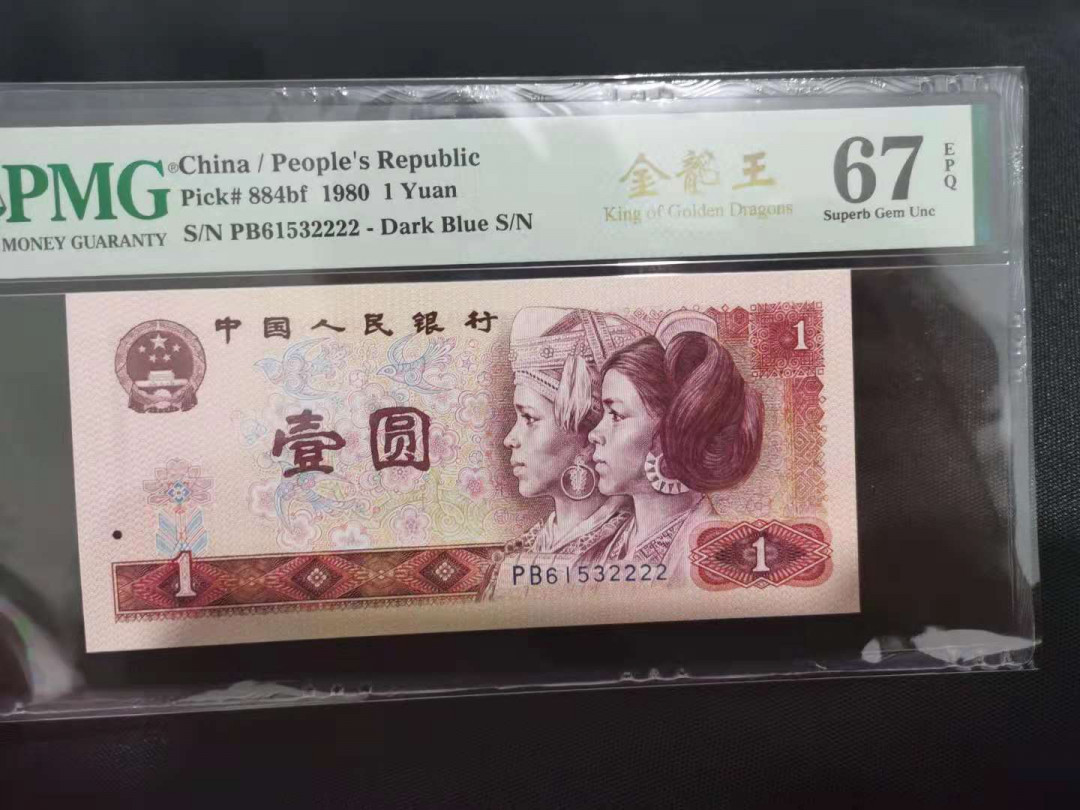 PMG®
MONEY GUARANTY
China / People's Republic
Pick# 884bf 1980 1 Yuan
S/N PB61532222 - Dark Blue S/N
金龍王
King of Golden Dragons
67
EPQ
Superb Gem Unc
中国人民银行
1
壹圆
1
PB61532222
1